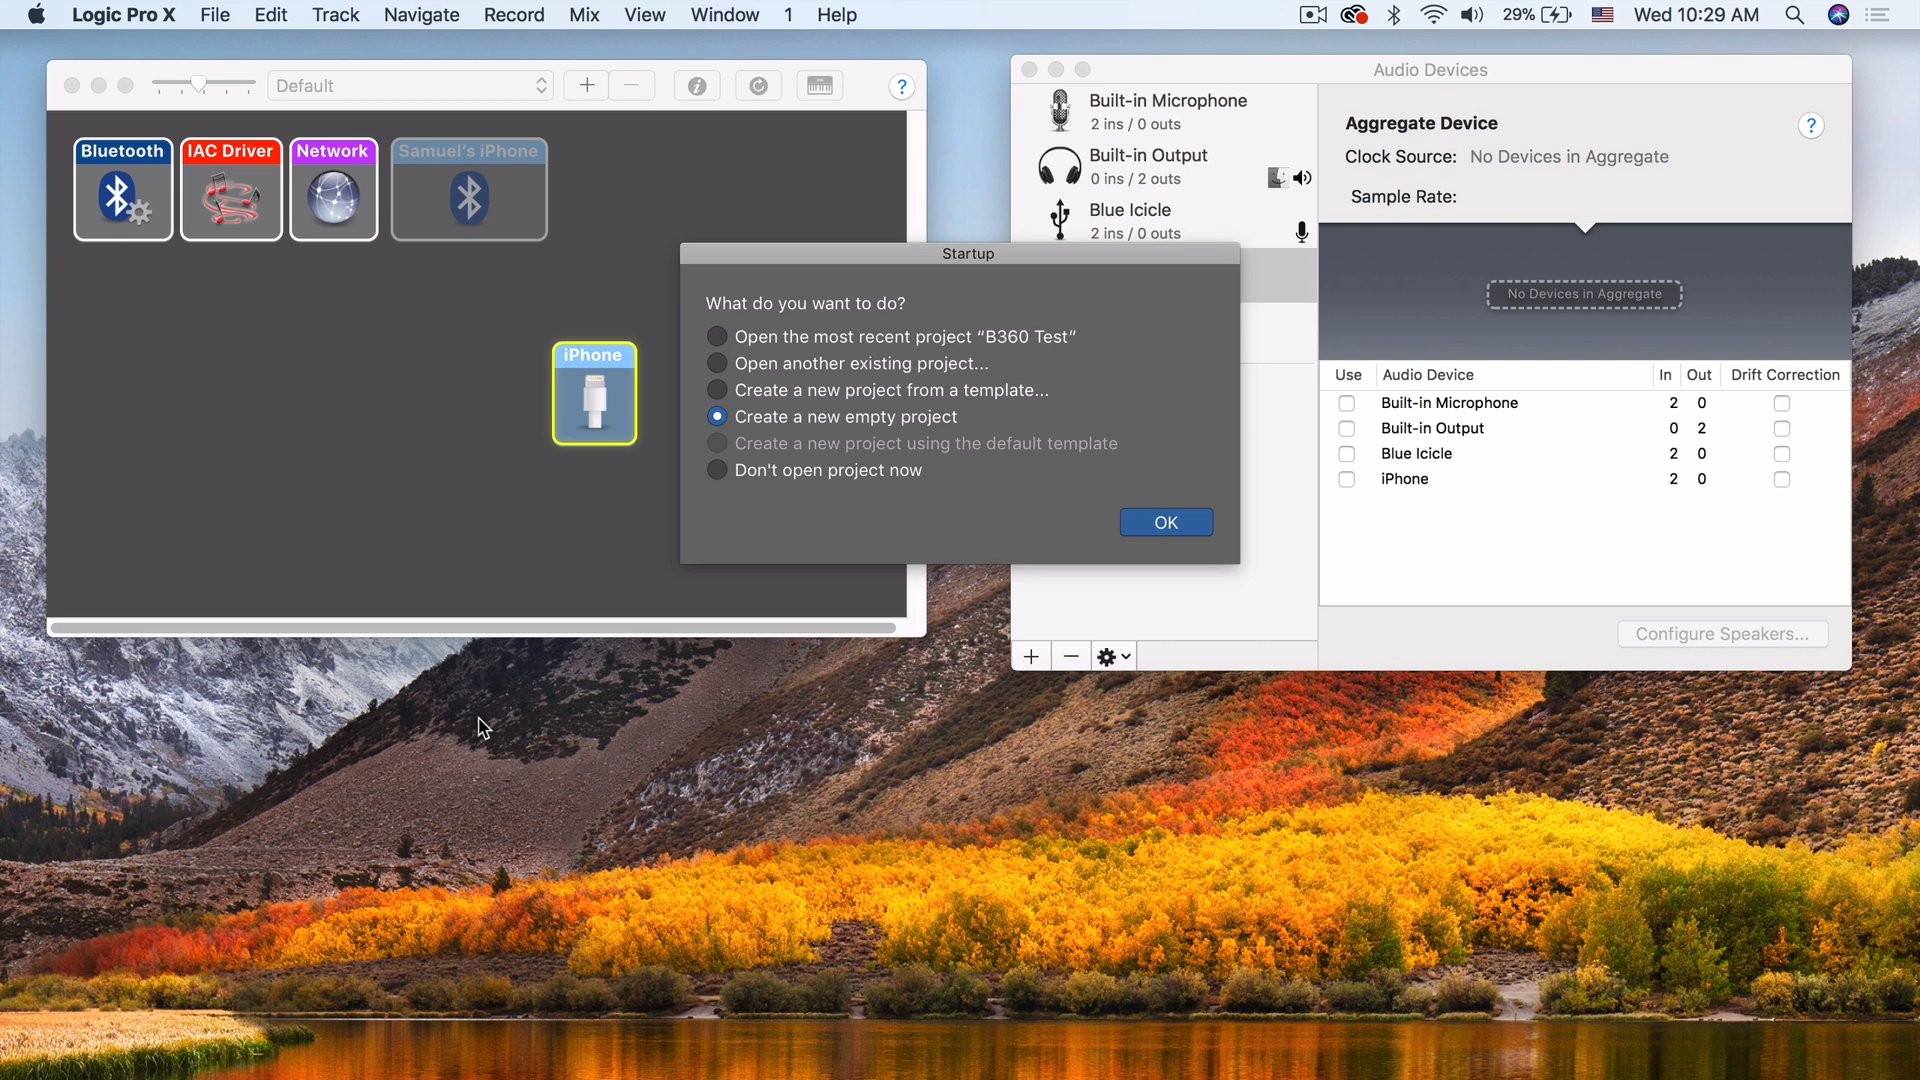 Logic Pro X File Edit Track Navigate Record Mix View Window 1 Help 29% Wed 10:29 AM
Default
?
Bluetooth
IAC Driver
Network
Samuel's iPhone
iPhone
Audio Devices
Built-in Microphone
2 ins / 0 outs
Built-in Output
0 ins / 2 outs
Blue Icicle
2 ins / 0 outs
Aggregate Device
?
Clock Source: No Devices in Aggregate
Sample Rate:
No Devices in Aggregate
Use Audio Device In Out Drift Correction
Built-in Microphone 2 0
Built-in Output 0 2
Blue Icicle 2 0
iPhone 2 0
Configure Speakers...
Startup
What do you want to do?
Open the most recent project “B360 Test”
Open another existing project...
Create a new project from a template...
Create a new empty project
Create a new project using the default template
Don't open project now
OK